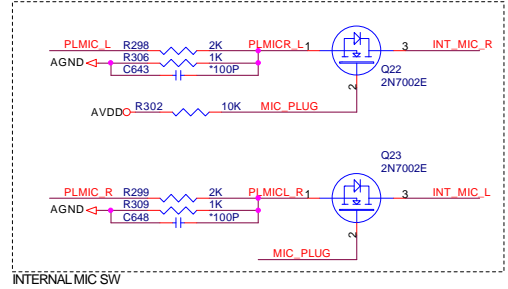 PLMIC_L R298 2K PLMICR_L 1 3 INT_MIC_R
R306 1K
AGND
C643 *100P
Q22
2N7002E
2
AVDD R302 10K MIC_PLUG
Q23
2N7002E
PLMIC_R R299 2K PLMICL_R 1 3 INT_MIC_L
R309 1K
AGND
C648 *100P
2
MIC_PLUG
INTERNAL MIC SW